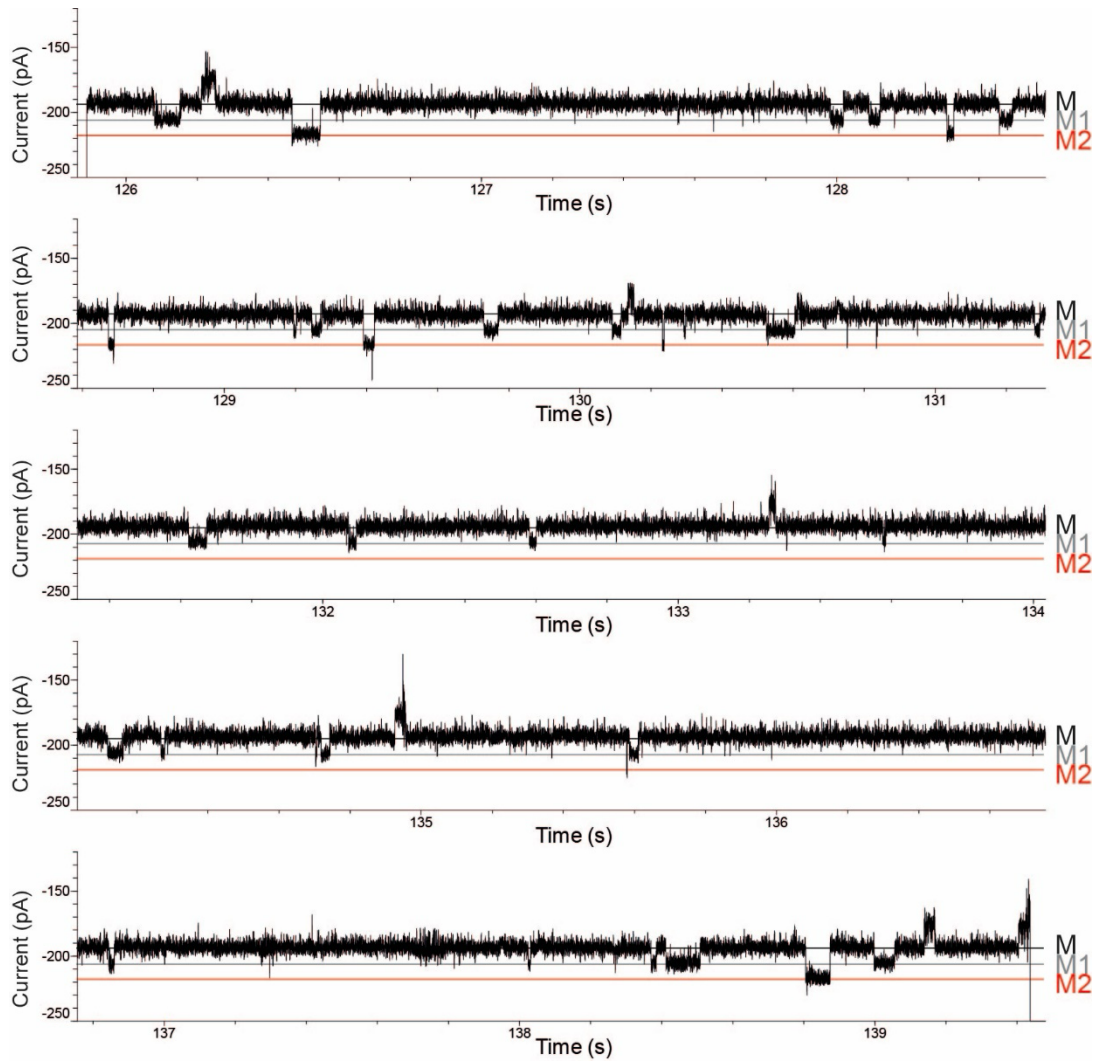 Current (pA)
-150
-200
-250
M
M1
M2
126
127
128
Time (s)
Current (pA)
-150
-200
-250
M
M1
M2
129
130
131
Time (s)
Current (pA)
-150
-200
-250
M
M1
M2
132
133
134
Time (s)
Current (pA)
-150
-200
-250
M
M1
M2
135
136
Time (s)
Current (pA)
-150
-200
-250
M
M1
M2
137
138
139
Time (s)